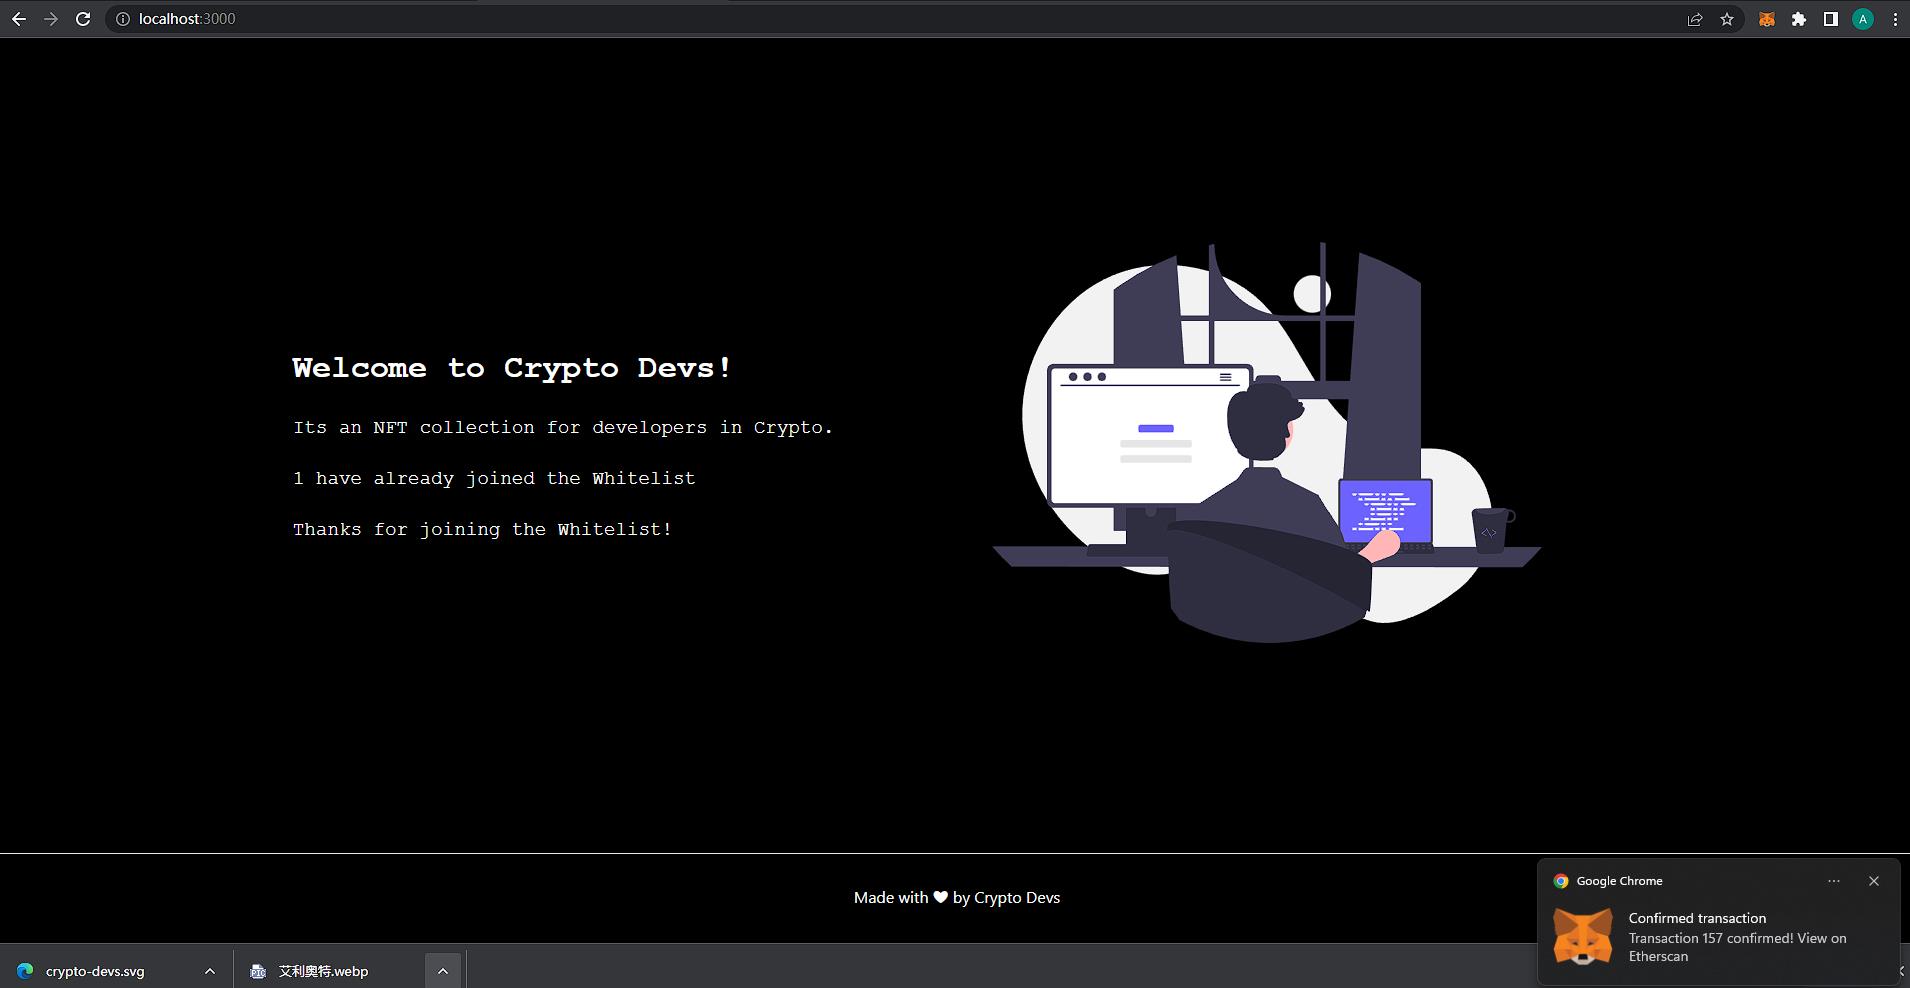 localhost:3000
A
Welcome to Crypto Devs!
Its an NFT collection for developers in Crypto.
1 have already joined the Whitelist
Thanks for joining the Whitelist!
</>
Made with ❤ by Crypto Devs
Google Chrome
Confirmed transaction
Transaction 157 confirmed! View on
Etherscan
crypto-devs.svg
PIC
艾利奥特.webp